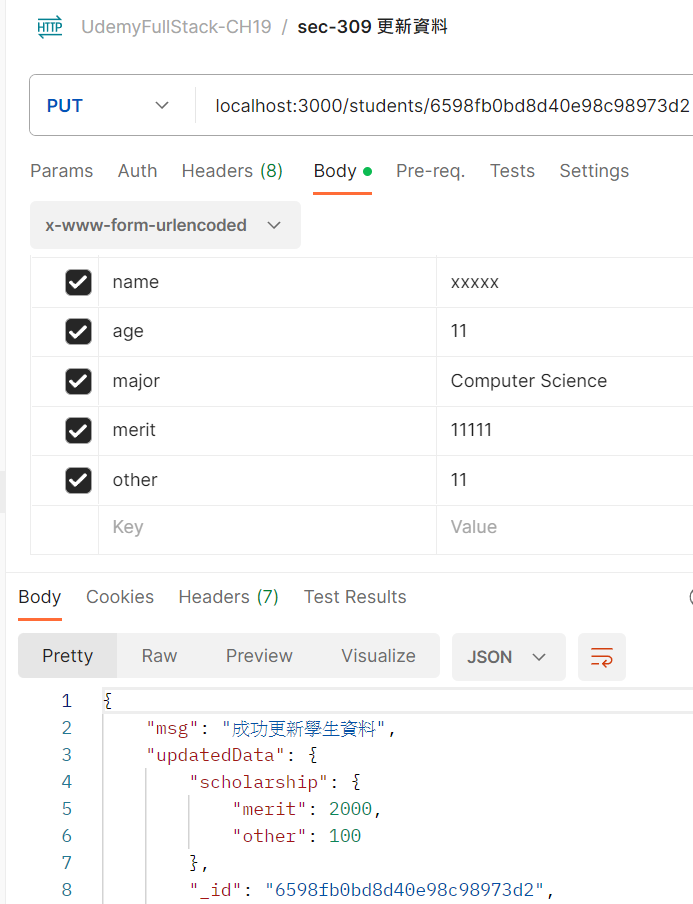 HTTP UdemyFullStack-CH19 / sec-309 更新資料
PUT localhost:3000/students/6598fb0bd8d40e98c98973d2
Params Auth Headers (8) Body Pre-req. Tests Settings
x-www-form-urlencoded
name xxxxx
age 11
major Computer Science
merit 11111
other 11
Key Value
Body Cookies Headers (7) Test Results
Pretty Raw Preview Visualize JSON
1 {
2 "msg": "成功更新學生資料",
3 "updatedData": {
4 "scholarship": {
5 "merit": 2000,
6 "other": 100
7 },
8 "_id": "6598fb0bd8d40e98c98973d2",